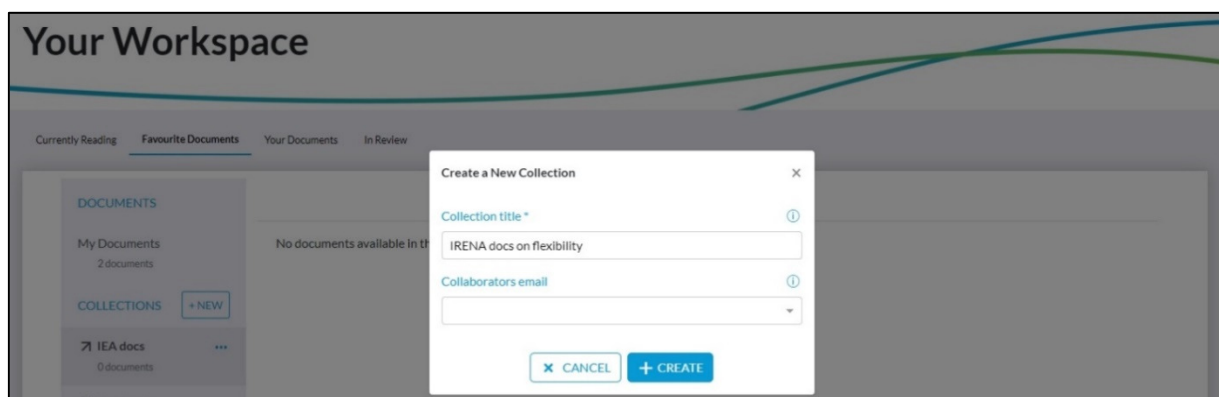 Your Workspace
Currently Reading Favourite Documents Your Documents In Review
Create a New Collection
DOCUMENTS
Collection title *
My Documents
2 documents
No documents available in th
IRENA docs on flexibility
Collaborators email
COLLECTIONS + NEW
IEA docs
0 documents
CANCEL + CREATE